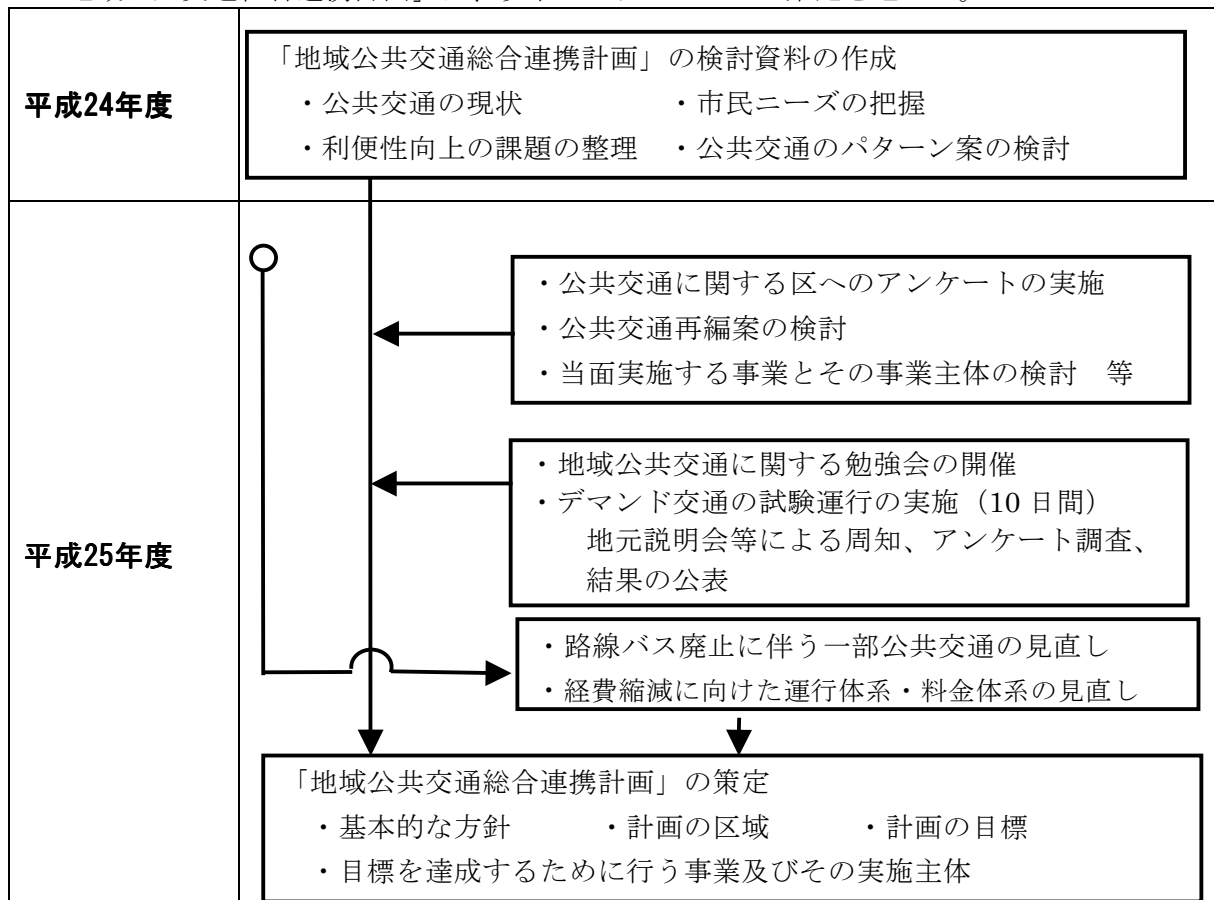 平成24年度
「地域公共交通総合連携計画」の検討資料の作成
・公共交通の現状　・市民ニーズの把握
・利便性向上の課題の整理　・公共交通のパターン案の検討
平成25年度
・公共交通に関する区へのアンケートの実施
・公共交通再編案の検討
・当面実施する事業とその事業主体の検討　等
・地域公共交通に関する勉強会の開催
・デマンド交通の試験運行の実施（10日間）
地元説明会等による周知、アンケート調査、
結果の公表
・路線バス廃止に伴う一部公共交通の見直し
・経費縮減に向けた運行体系・料金体系の見直し
「地域公共交通総合連携計画」の策定
・基本的な方針　・計画の区域　・計画の目標
・目標を達成するために行う事業及びその実施主体